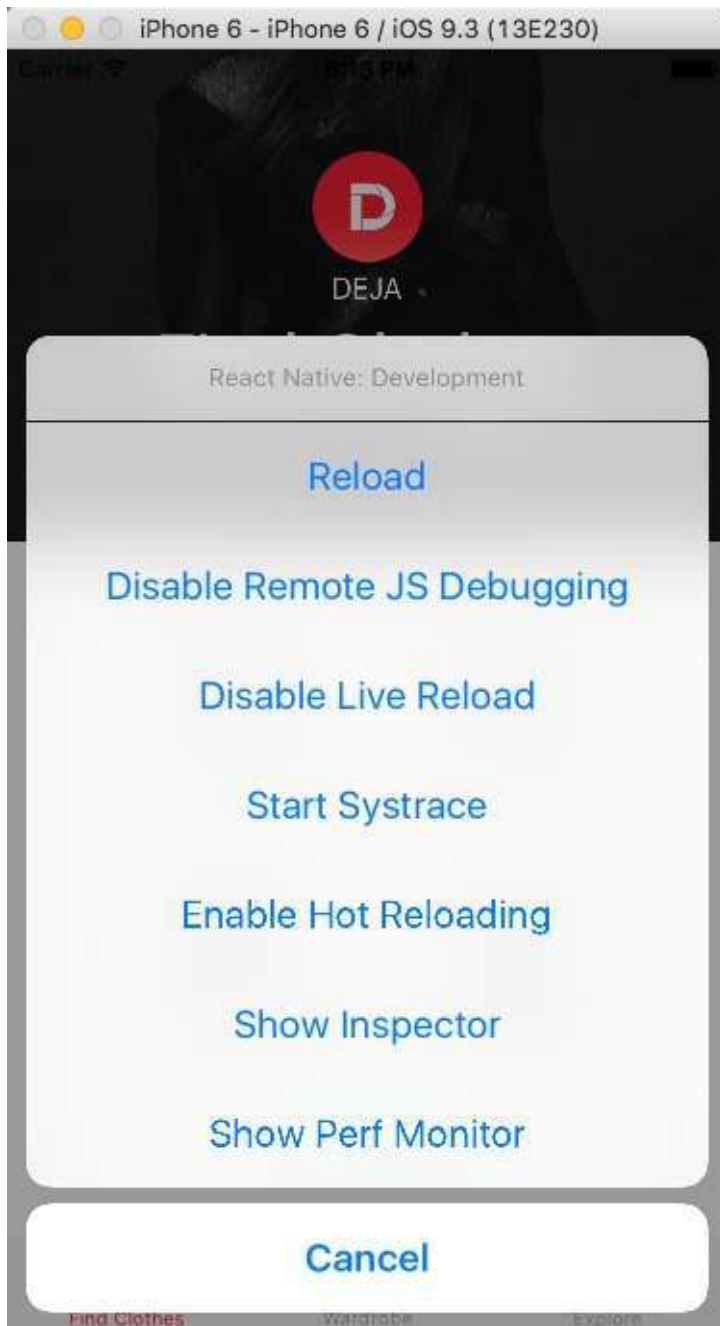 iPhone 6 - iPhone 6 / iOS 9.3 (13E230)
Carrier
PM
D
DEJA
React Native: Development
Reload
Disable Remote JS Debugging
Disable Live Reload
Start Systrace
Enable Hot Reloading
Show Inspector
Show Perf Monitor
Cancel
Find Clothes Wardrobe Explore